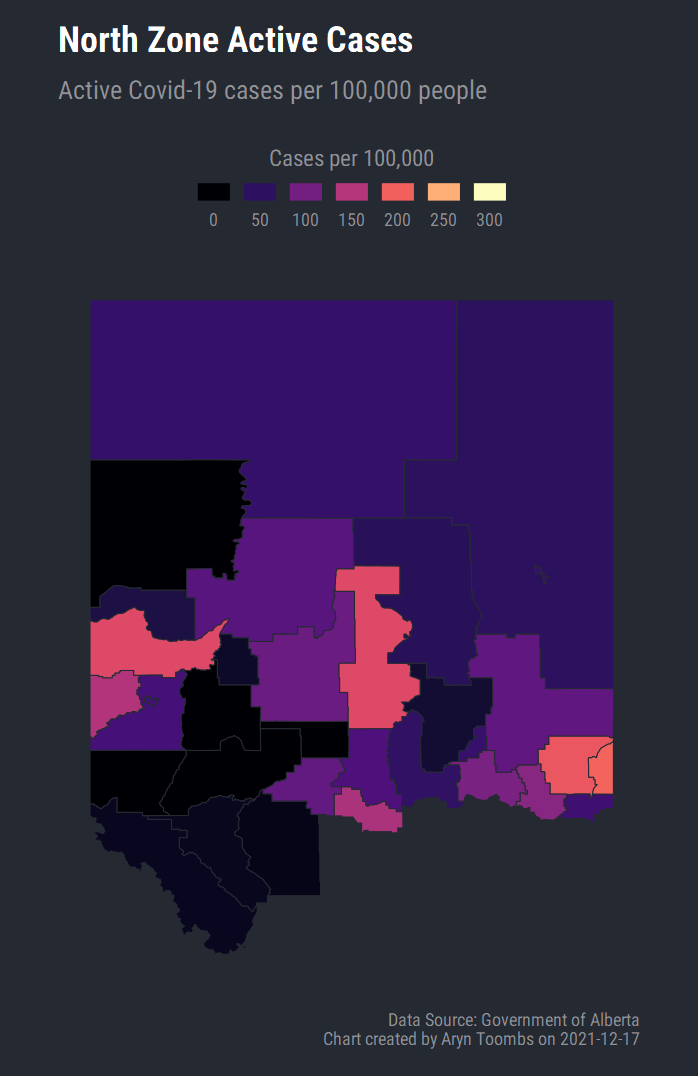 North Zone Active Cases
Active Covid-19 cases per 100,000 people
Cases per 100,000
0 50 100 150 200 250 300
Data Source: Government of Alberta
Chart created by Aryn Toombs on 2021-12-17